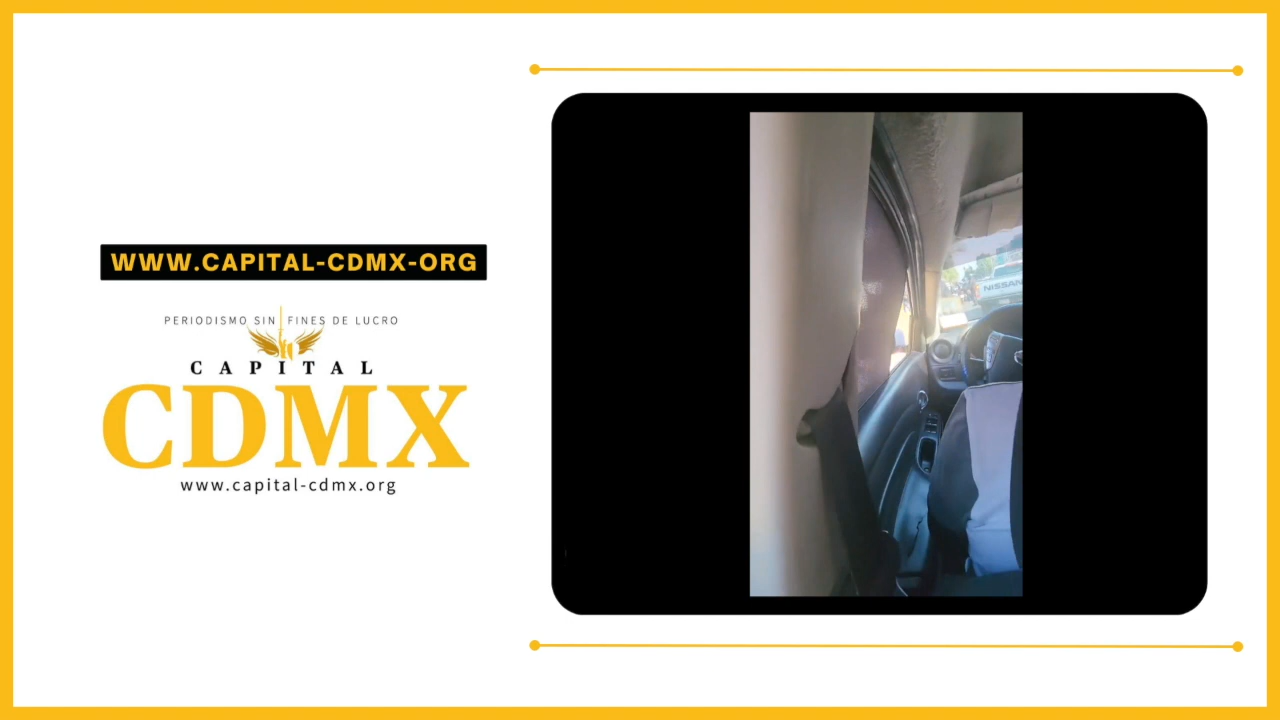 WWW.CAPITAL-CDMX-ORG
PERIODISMO SIN FINES DE LUCRO
CAPITAL
CDMX
www.capital-cdmx.org
NISSAN